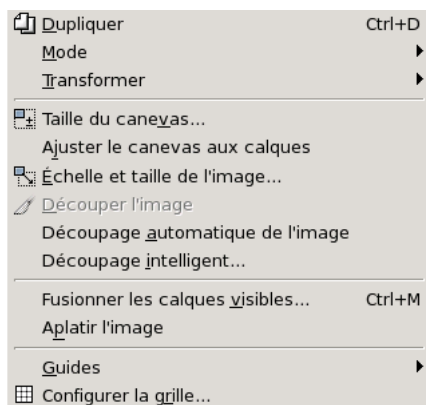 Dupliquer Ctrl+D
Mode
Transformer
Taille du canevas...
Ajuster le canevas aux calques
Échelle et taille de l'image...
Découper l'image
Découpage automatique de l'image
Découpage intelligent...
Fusionner les calques visibles... Ctrl+M
Aplatir l'image
Guides
Configurer la grille...